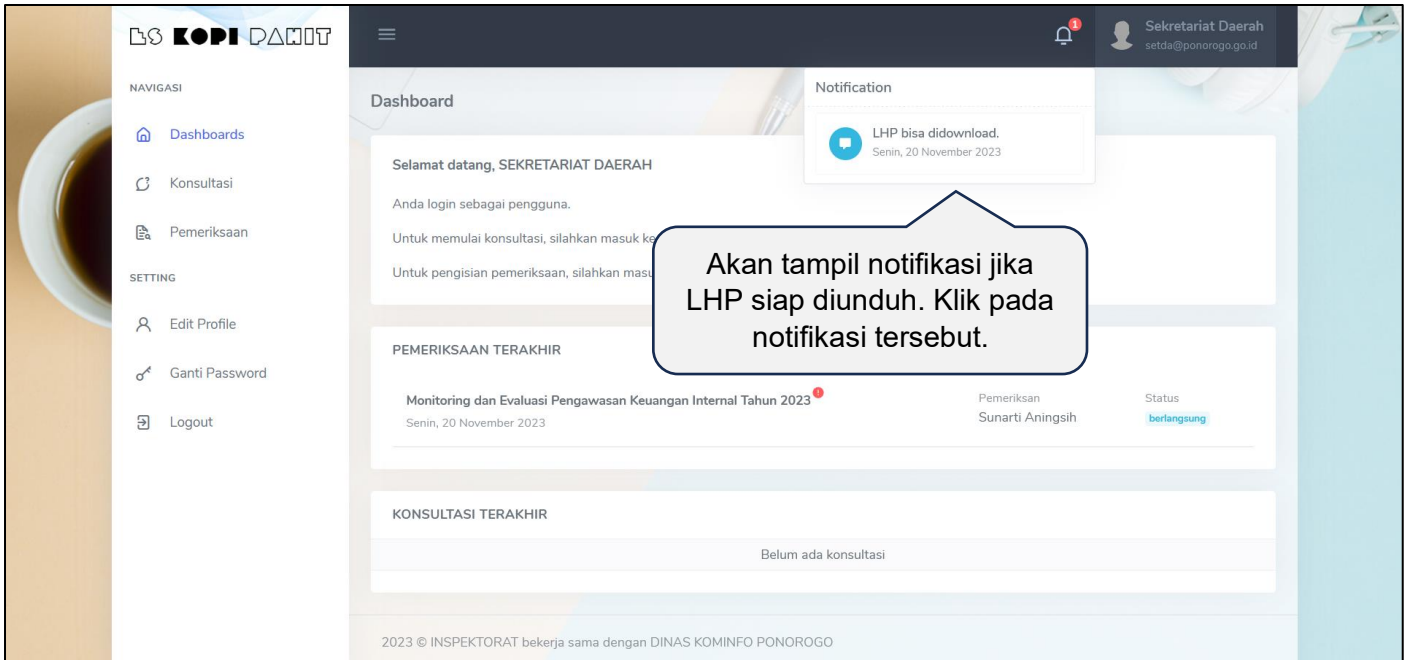 ES KOPI PAHIT
Sekretariat Daerah
setda@ponorogo.go.id
1
NAVIGASI
Dashboards
Konsultasi
Pemeriksaan
SETTING
Edit Profile
Ganti Password
Logout
Dashboard
Notification
LHP bisa didownload.
Senin, 20 November 2023
Selamat datang, SEKRETARIAT DAERAH
Anda login sebagai pengguna.
Untuk memulai konsultasi, silahkan masuk ke
Untuk pengisian pemeriksaan, silahkan
Akan tampil notifikasi jika
LHP siap diunduh. Klik pada
notifikasi tersebut.
PEMERIKSAAN TERAKHIR
Monitoring dan Evaluasi Pengawasan Keuangan Internal Tahun 2023
Senin, 20 November 2023
Pemeriksan
Sunarti Aningsih
Status
berlangsung
KONSULTASI TERAKHIR
Belum ada konsultasi
2023 © INSPEKTORAT bekerja sama dengan DINAS KOMINFO PONOROGO